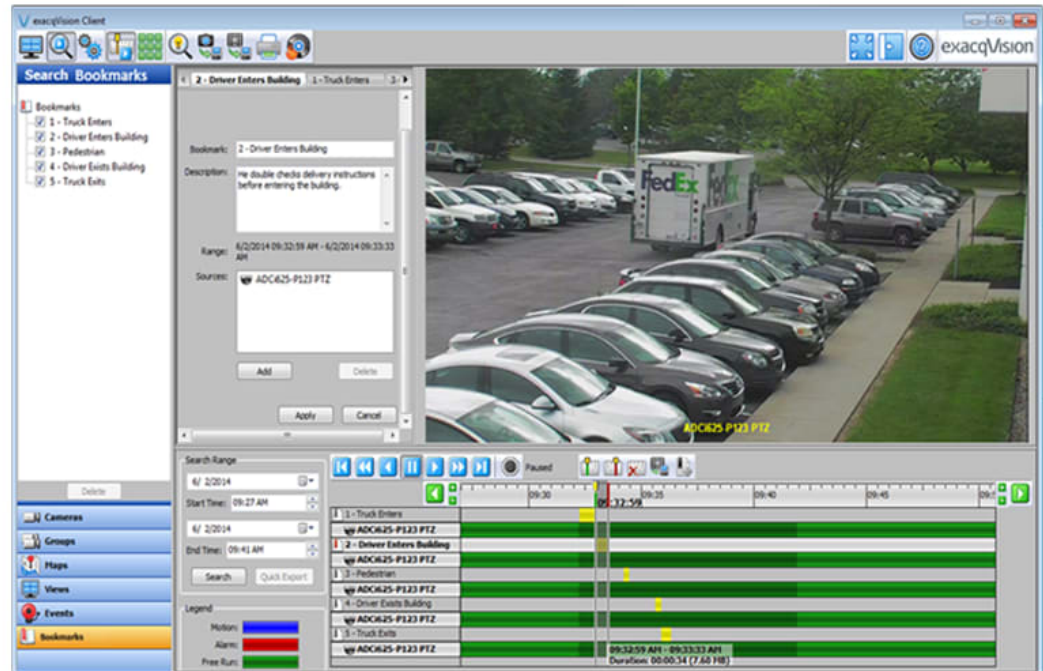 exacqVision Client
exacqVision
Search Bookmarks
Bookmarks
1 - Truck Enters
2 - Driver Enters Building
3 - Pedestrian
4 - Driver Exists Building
5 - Truck Exits
Delete
Cameras
Groups
Maps
Views
Events
Bookmarks
2 - Driver Enters Building 1 - Truck Enters 3-
Bookmark: 2 - Driver Enters Building
Description: He double checks delivery instructions
before entering the building.
Range: 6/2/2014 09:32:59 AM - 6/2/2014 09:33:33
AM
Sources: ADCi625-P123 PTZ
Add Delete
Apply Cancel
FedEx
ADCi625-P123 PTZ
Search Range
6/ 2/2014
Start Time: 09:27 AM
6/ 2/2014
End Time: 09:41 AM
Search Quick Export
Legend
Motion:
Alarm:
Free Run:
Paused
09:30 09:35 09:40 09:45
09:32:59
1 - Truck Enters
ADCi625-P123 PTZ
2 - Driver Enters Building
ADCi625-P123 PTZ
3 - Pedestrian
ADCi625-P123 PTZ
4 - Driver Exists Building
ADCi625-P123 PTZ
5 - Truck Exits
ADCi625-P123 PTZ
09:32:59 AM - 09:33:33 AM
Duration: 00:00:34 (7.60 MB)